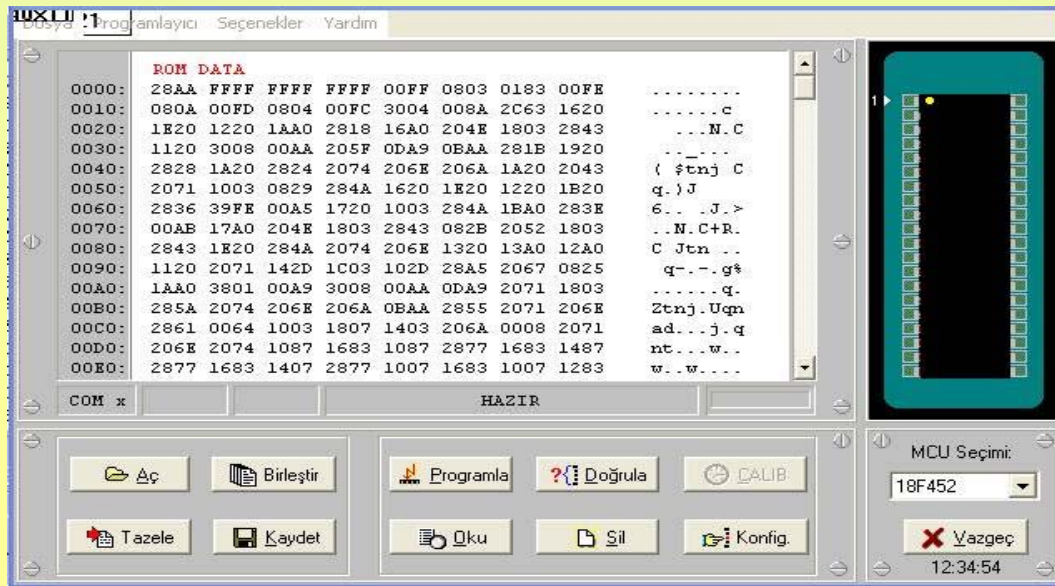 Dosya Programlayıcı Seçenekler Yardım
ROM DATA
0000: 28AA FFFF FFFF FFFF 00FF 0803 0183 00FE ........
0010: 080A 00FD 0804 00FC 3004 008A 2C63 1620 ......c
0020: 1E20 1220 1AA0 2818 16A0 204E 1803 2843 ...N.C
0030: 1120 3008 00AA 205F 0DA9 0BAA 281B 1920 .._...
0040: 2828 1A20 2824 2074 206E 206A 1A20 2043 ( $tnj C
0050: 2071 1003 0829 284A 1620 1E20 1220 1B20 q.)J
0060: 2836 39FE 00A5 1720 1003 284A 1BA0 283E 6.. .J.>
0070: 00AB 17A0 204E 1803 2843 082B 2052 1803 ..N.C+R.
0080: 2843 1E20 284A 2074 206E 1320 13A0 12A0 C Jtn ..
0090: 1120 2071 142D 1C03 102D 28A5 2067 0825 q-.-.g%
00A0: 1AA0 3801 00A9 3008 00AA 0DA9 2071 1803 ......q.
00B0: 285A 2074 206E 206A 0BAA 2855 2071 206E Ztnj.Uqn
00C0: 2861 0064 1003 1807 1403 206A 0008 2071 ad...j.q
00D0: 206E 2074 1087 1683 1087 2877 1683 1487 nt...w..
00E0: 2877 1683 1407 2877 1007 1683 1007 1283 w..w....
1
COM x HAZIR
Aç Birleştir Programla Doğrula CALIB
Tazele Kaydet Oku Sil Konfig.
MCU Seçimi:
18F452
Vazgeç
12:34:54